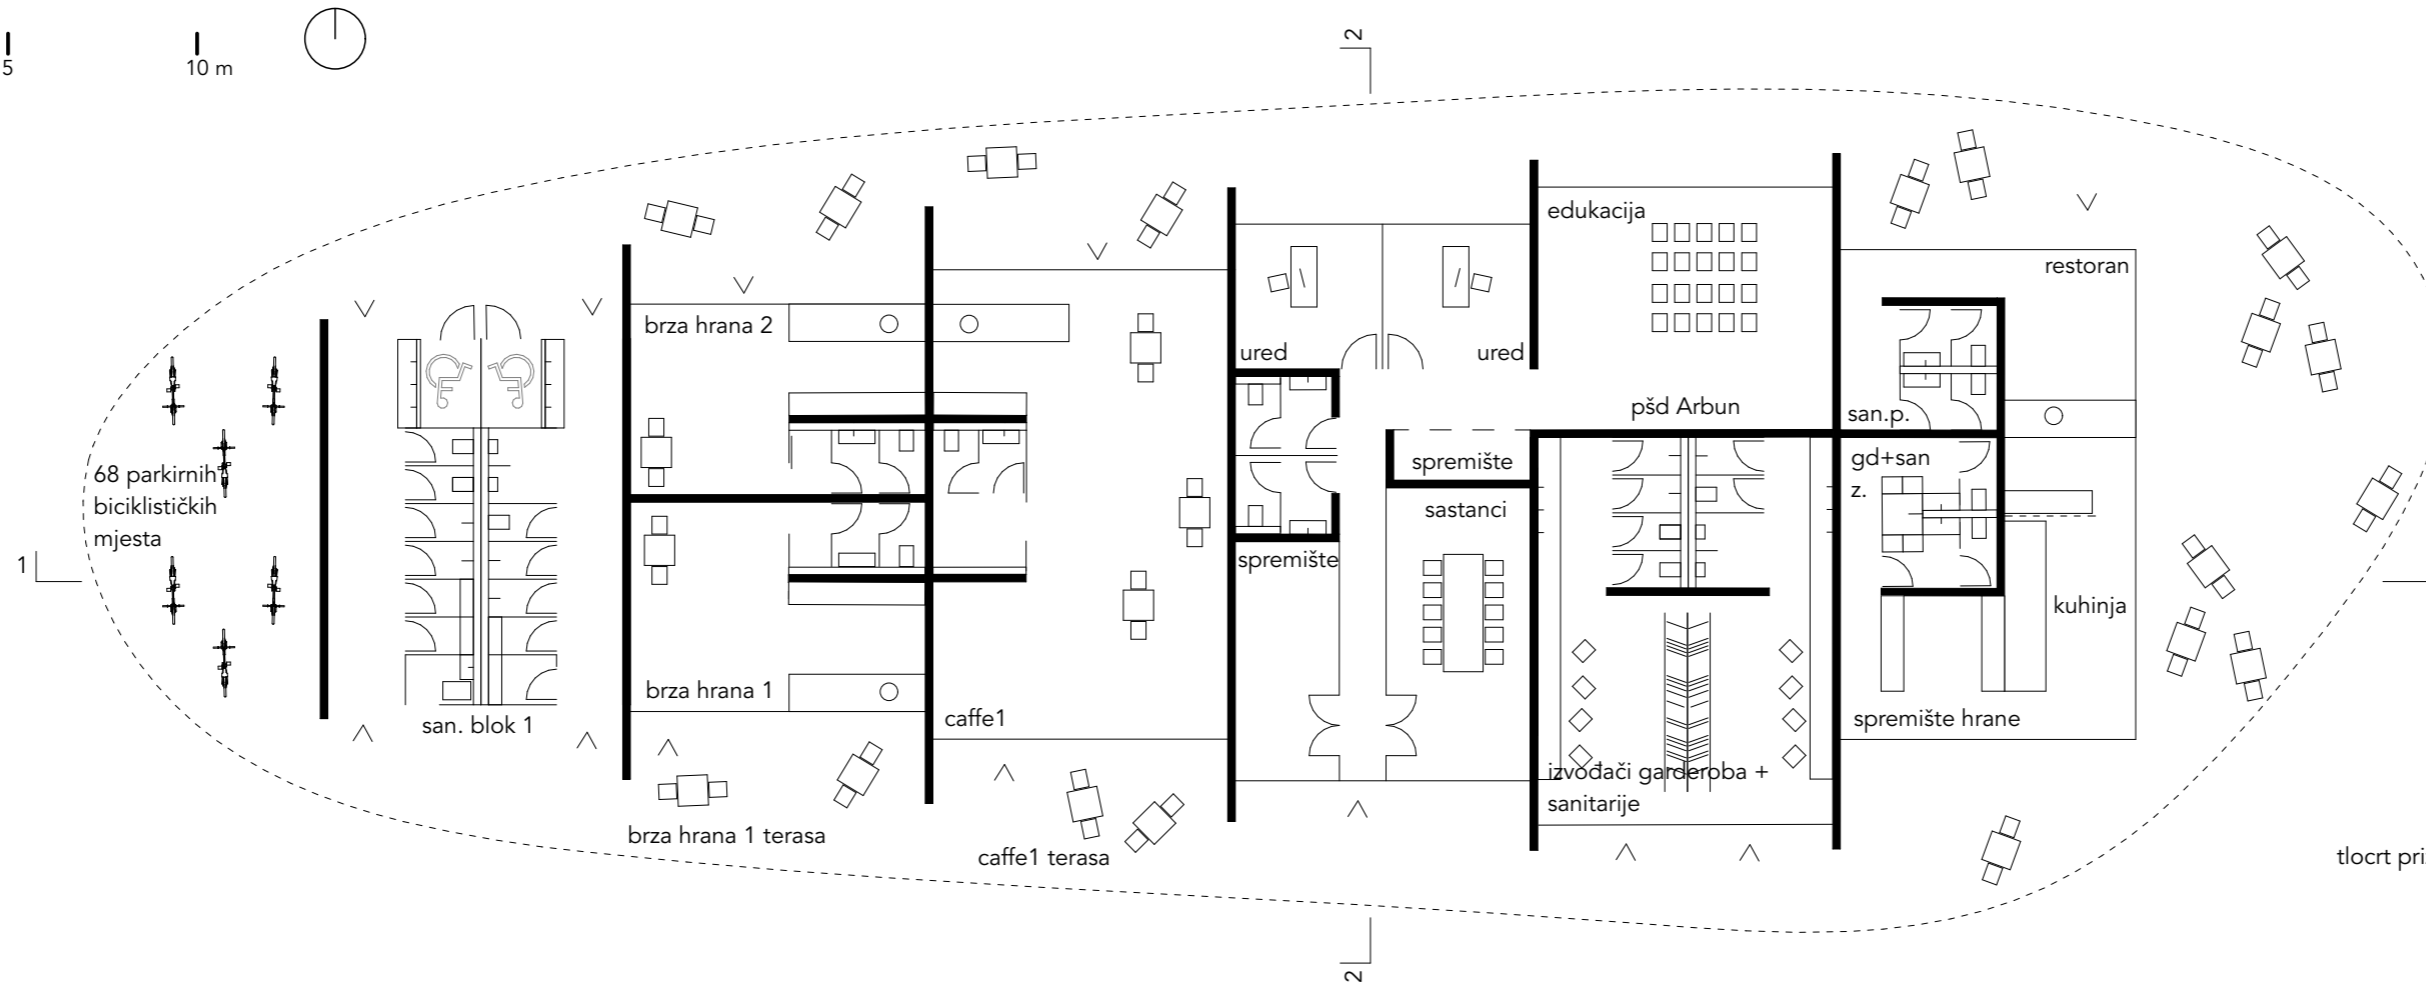 5
10 m
2
edukacija
restoran
brza hrana 2
ured
ured
pšd Arbun
san.p.
68 parkirnih
biciklističkih
mjesta
spremište
gd+san
z.
sastanci
1
spremište
kuhinja
brza hrana 1
san. blok 1
caffe1
spremište hrane
izvođači garderoba +
sanitarije
brza hrana 1 terasa
caffe1 terasa
tlocrt
2